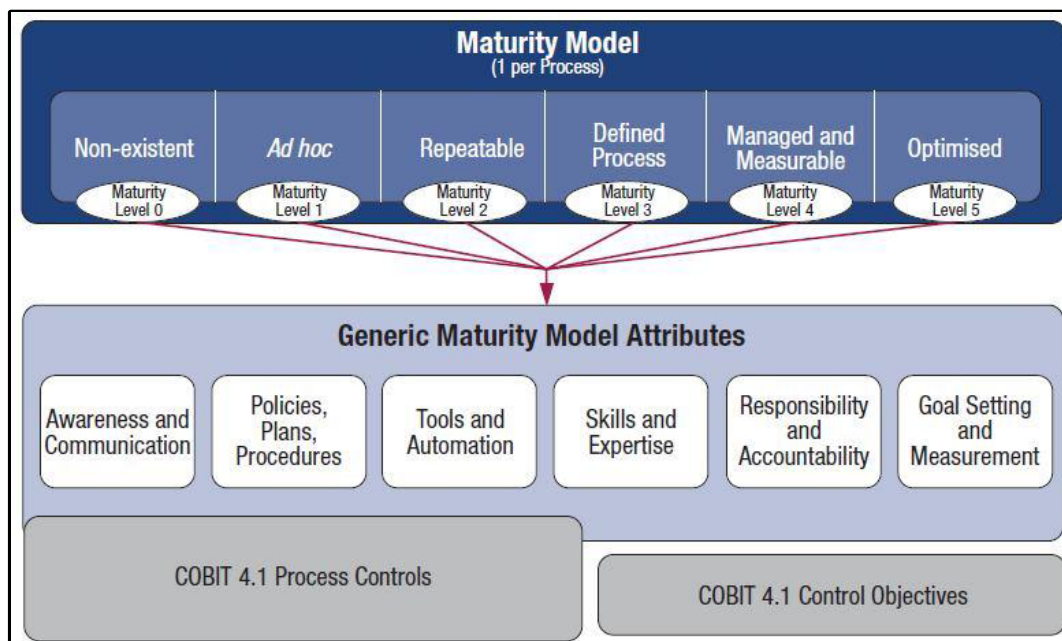 Maturity Model
(1 per Process)
Non-existent
Ad hoc
Repeatable
Defined
Process
Managed and
Measurable
Optimised
Maturity
Level 0
Maturity
Level 1
Maturity
Level 2
Maturity
Level 3
Maturity
Level 4
Maturity
Level 5
Generic Maturity Model Attributes
Awareness and
Communication
Policies,
Plans,
Procedures
Tools and
Automation
Skills and
Expertise
Responsibility
and
Accountability
Goal Setting
and
Measurement
COBIT 4.1 Process Controls
COBIT 4.1 Control Objectives